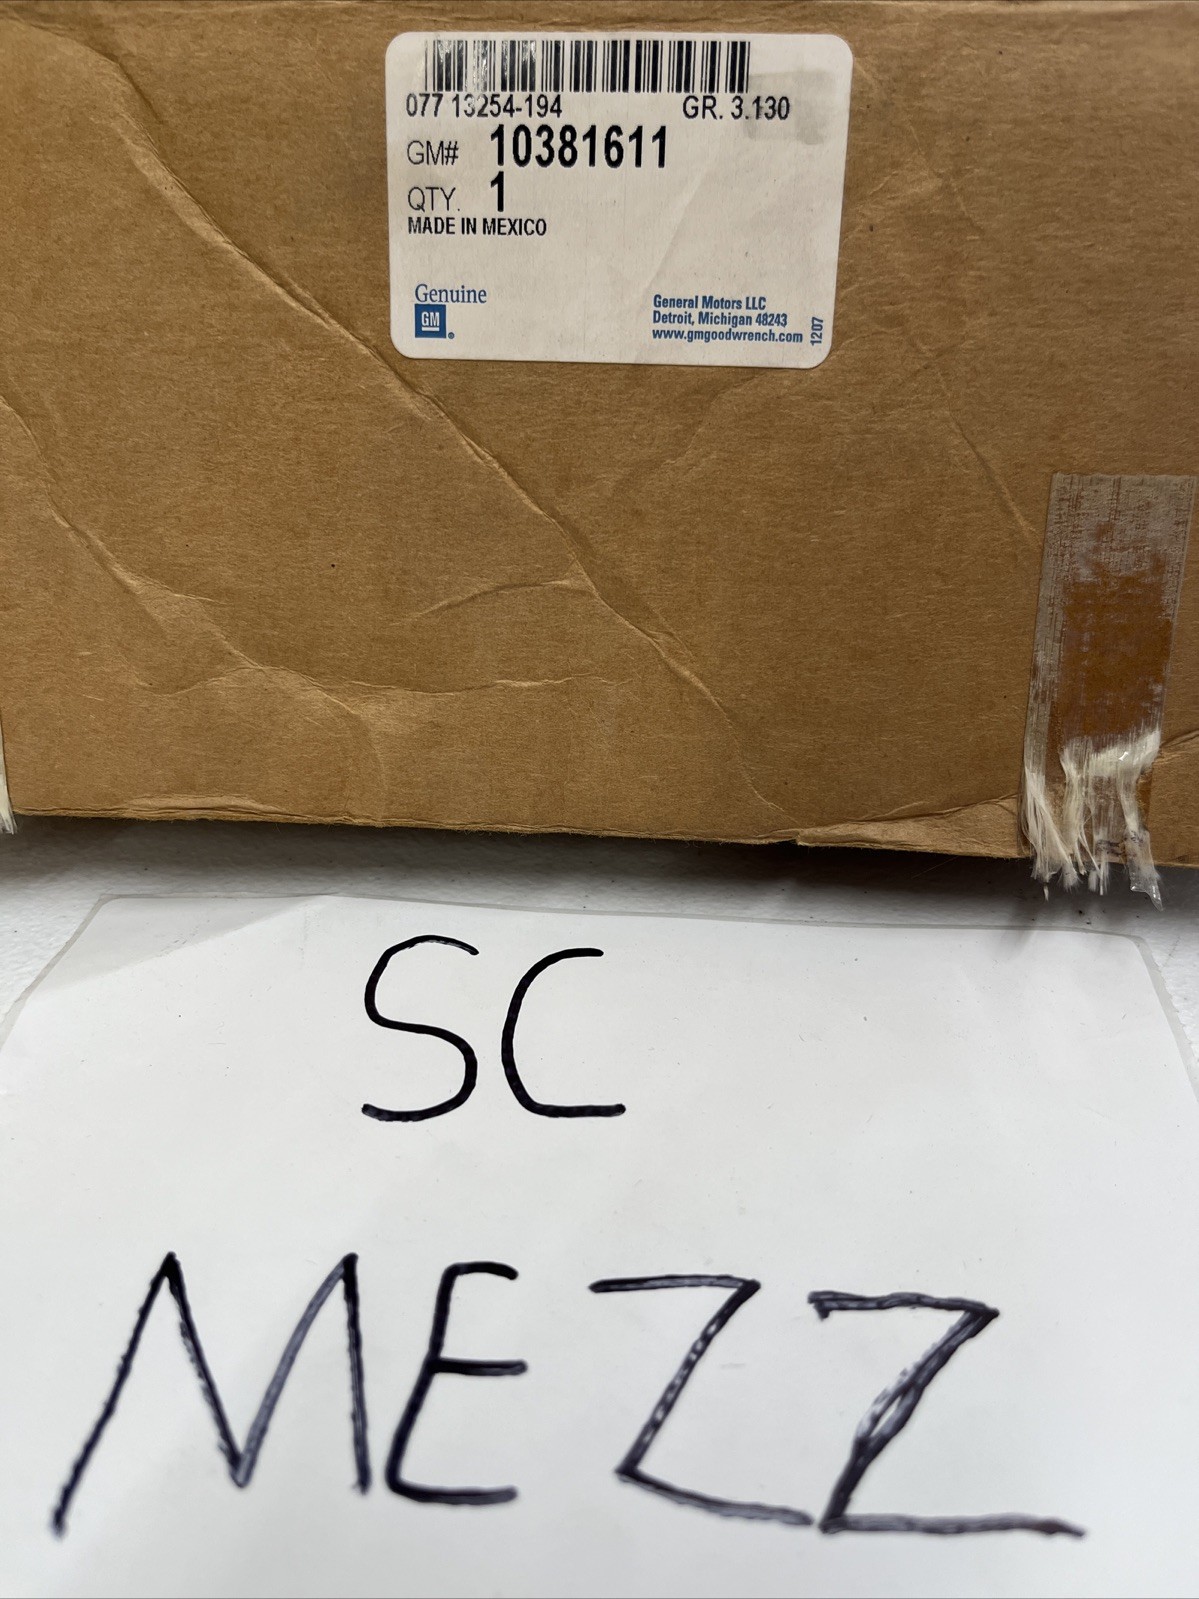 077 13254-194 GR. 3.130
GM# 10381611
QTY. 1
MADE IN MEXICO
Genuine
GM
General Motors LLC
Detroit, Michigan 48243
www.gmgoodwrench.com
1207
SC
MEZZ